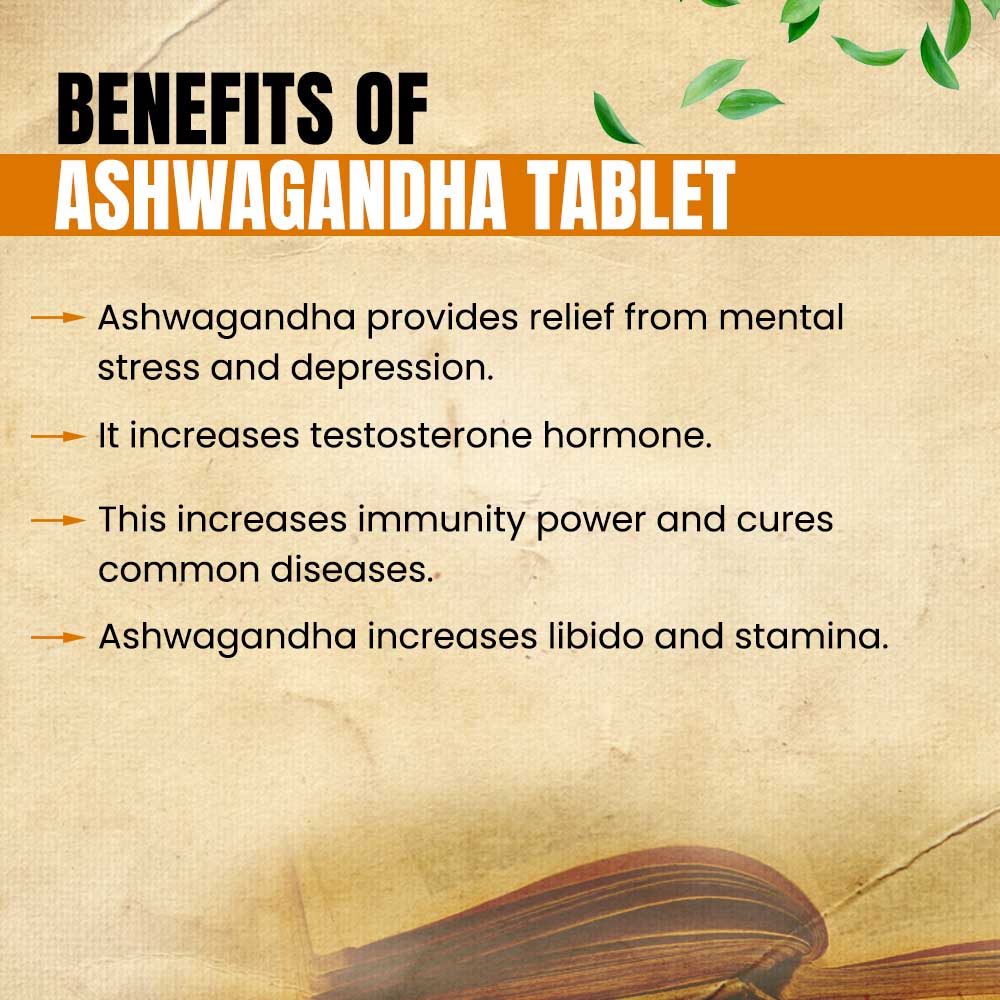 BENEFITS OF
ASHWAGANDHA TABLET
Ashwagandha provides relief from mental
stress and depression.
It increases testosterone hormone.
This increases immunity power and cures
common diseases.
Ashwagandha increases libido and stamina.